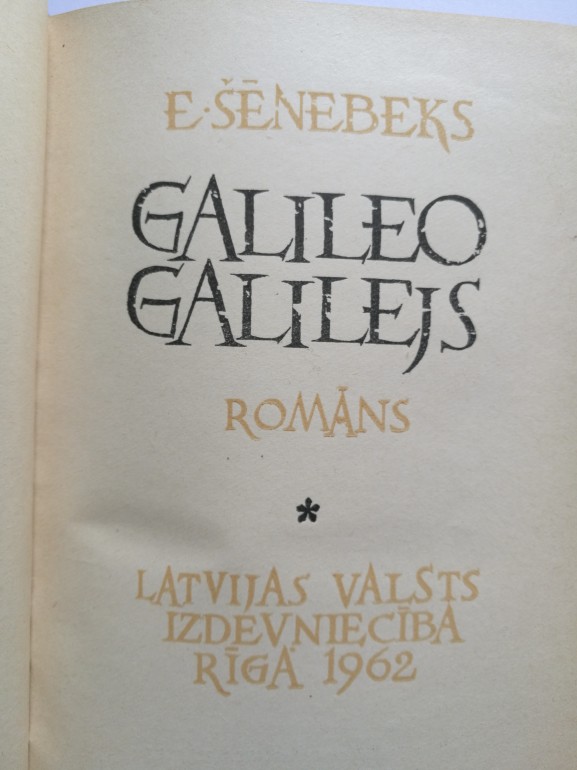 E. ŠĒNEBEKS
GALILEO
GALILEJS
ROMĀNS
*
LATVIJAS VALSTS
IZDEVNIECĪBA
RĪGĀ 1962